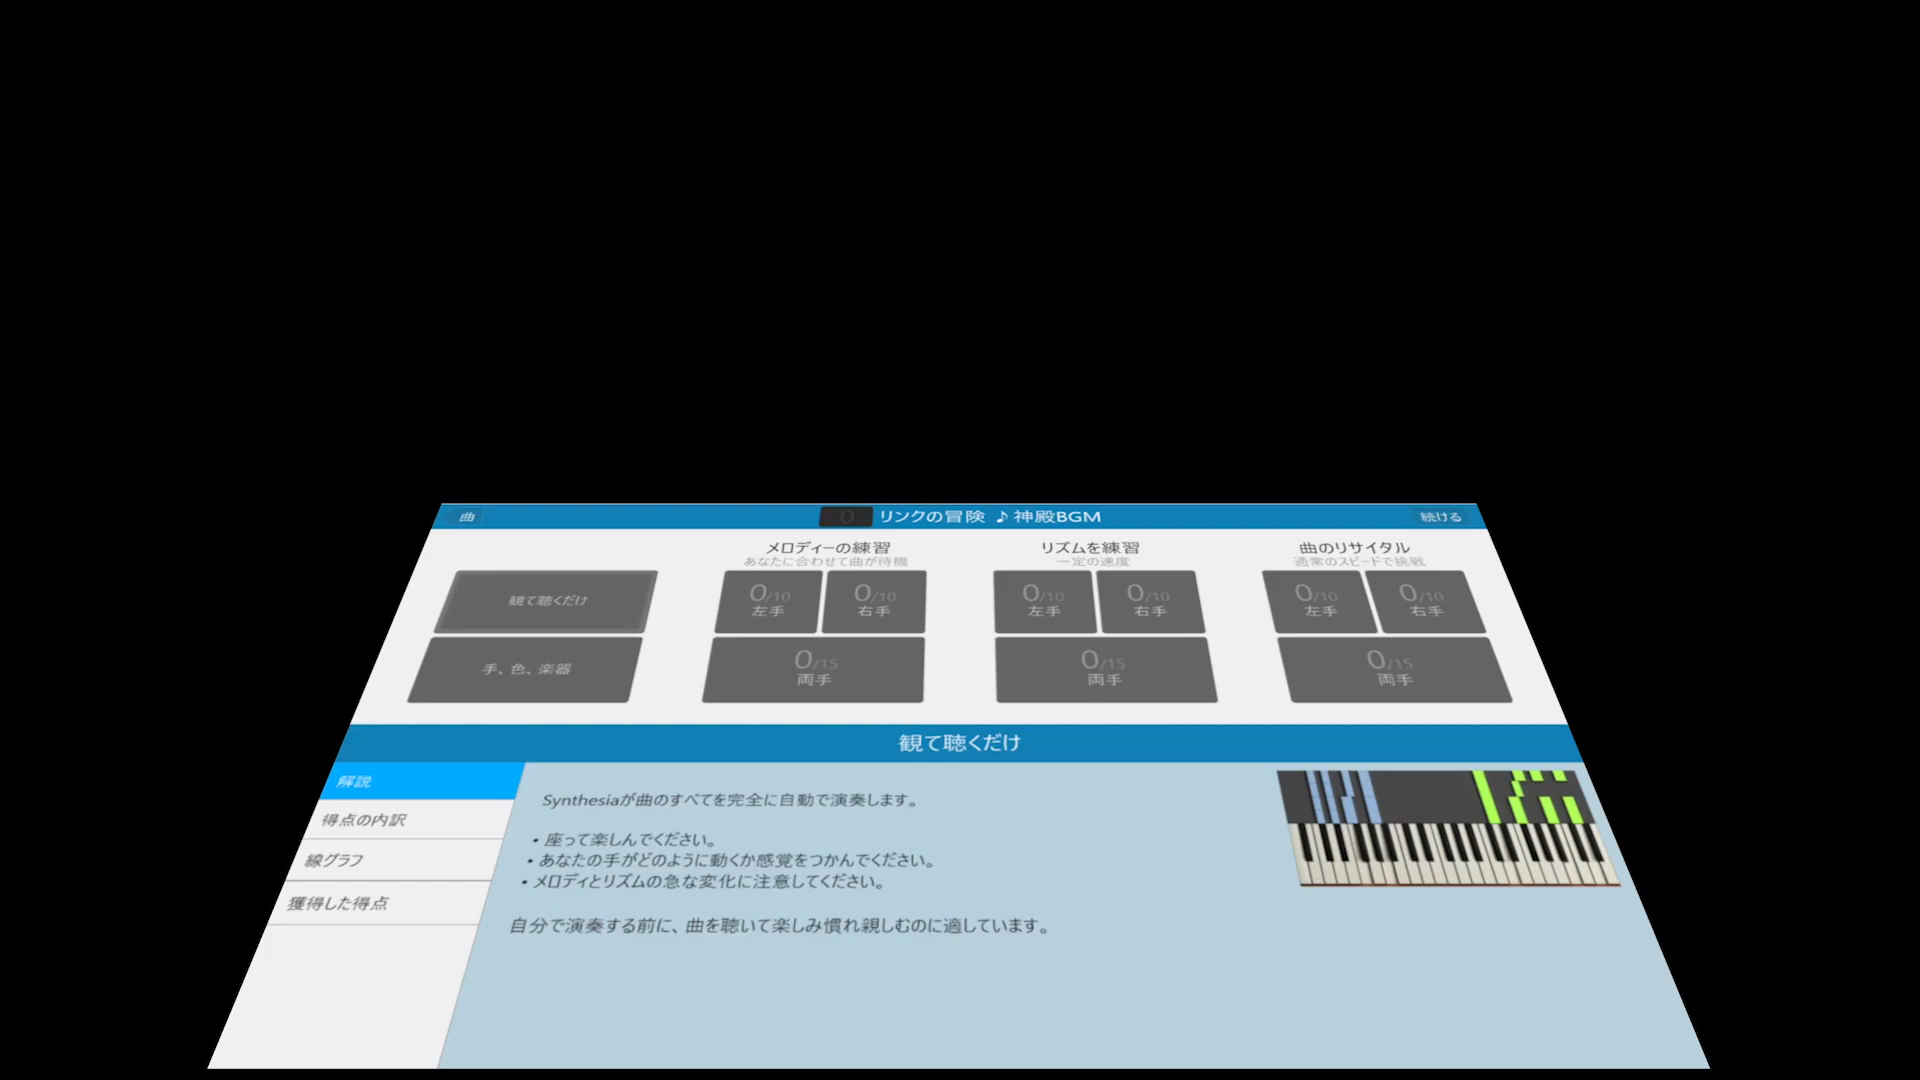 曲
0
リンクの冒険 ♪ 神殿BGM
続ける
メロディーの練習
あなたに合わせて曲が待機
リズムを練習
一定の速度
曲のリサイタル
通常のスピードで挑戦
観て聴くだけ
0/10
左手
0/10
右手
0/10
左手
0/10
右手
0/10
左手
0/10
右手
手、色、楽器
0/15
両手
0/15
両手
0/15
両手
観て聴くだけ
解説
得点の内訳
線グラフ
獲得した得点
Synthesiaが曲のすべてを完全に自動で演奏します。
・座って楽しんでください。
・あなたの手がどのように動くか感覚をつかんでください。
・メロディとリズムの急な変化に注意してください。
自分で演奏する前に、曲を聴いて楽しみ慣れ親しむのに適しています。